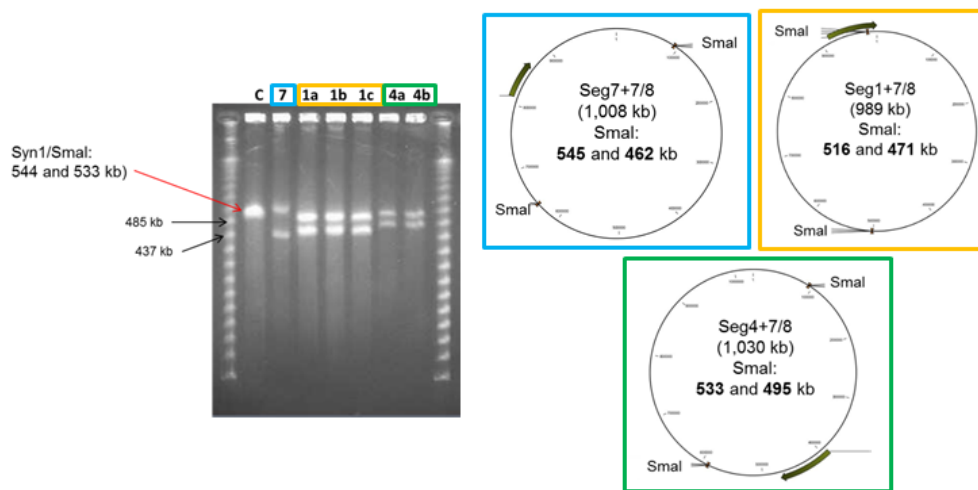 C 7 1a 1b 1c 4a 4b
Syn1/SmaI:
544 and 533 kb)
485 kb
437 kb
SmaI
Seg7+7/8
(1,008 kb)
SmaI:
545 and 462 kb
SmaI
SmaI
Seg1+7/8
(989 kb)
SmaI:
516 and 471 kb
SmaI
SmaI
Seg4+7/8
(1,030 kb)
SmaI:
533 and 495 kb
SmaI